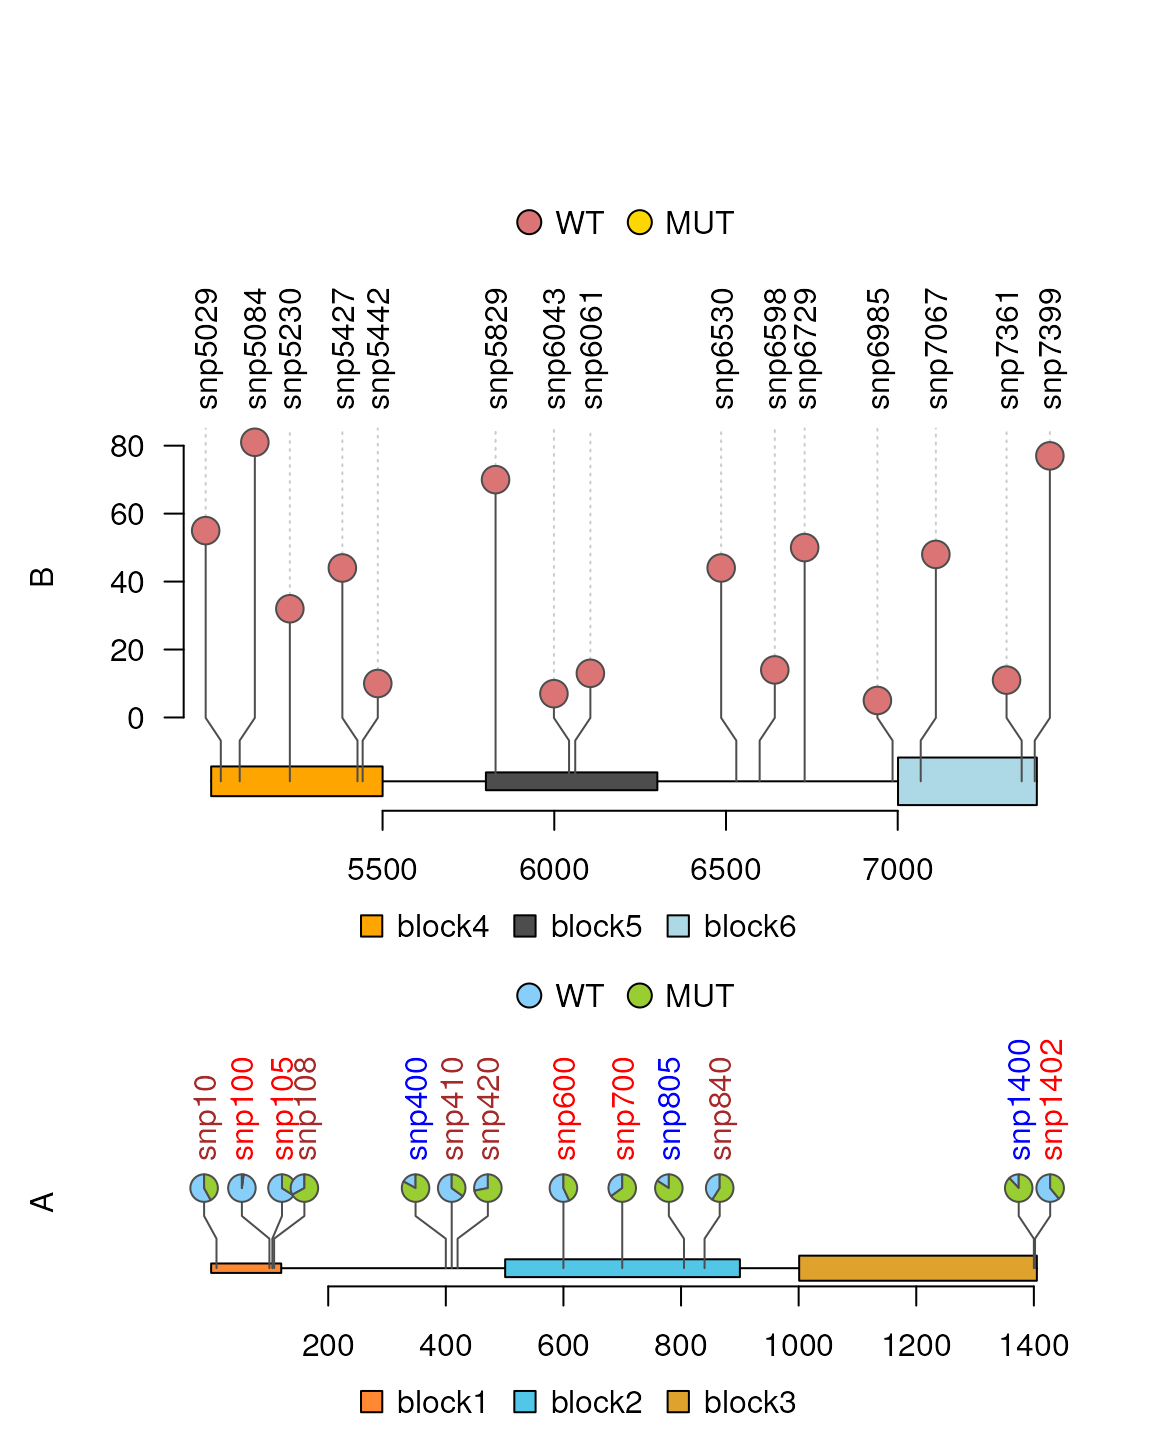 WT MUT
snp5029 snp5084 snp5230 snp5427 snp5442 snp5829 snp6043 snp6061 snp6530 snp6598 snp6729 snp6985 snp7067 snp7361 snp7399
80
60
40
20
0
B
5500 6000 6500 7000
block4 block5 block6
WT MUT
snp10 snp100 snp105 snp108 snp400 snp410 snp420 snp600 snp700 snp805 snp840 snp1400 snp1402
A
200 400 600 800 1000 1200 1400
block1 block2 block3